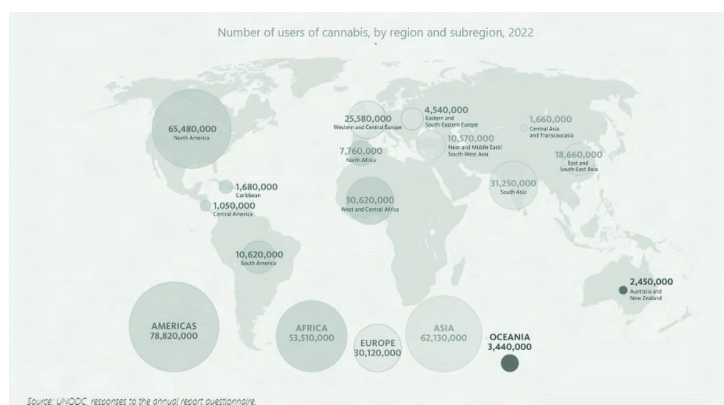 Number of users of cannabis, by region and subregion, 2022
65,480,000
North America
25,580,000
Western and Central Europe
4,540,000
Eastern and
South-Eastern Europe
1,660,000
Central Asia
and Transcaucasia
7,760,000
North Africa
10,570,000
Near and Middle East/
South-West Asia
18,660,000
East and
South-East Asia
1,680,000
Caribbean
1,050,000
Central America
30,620,000
West and Central Africa
31,250,000
South Asia
10,620,000
South America
2,450,000
Australia and
New Zealand
AMERICAS
78,820,000
AFRICA
53,510,000
EUROPE
30,120,000
ASIA
62,130,000
OCEANIA
3,440,000
Source: UNODC, responses to the annual report questionnaire.